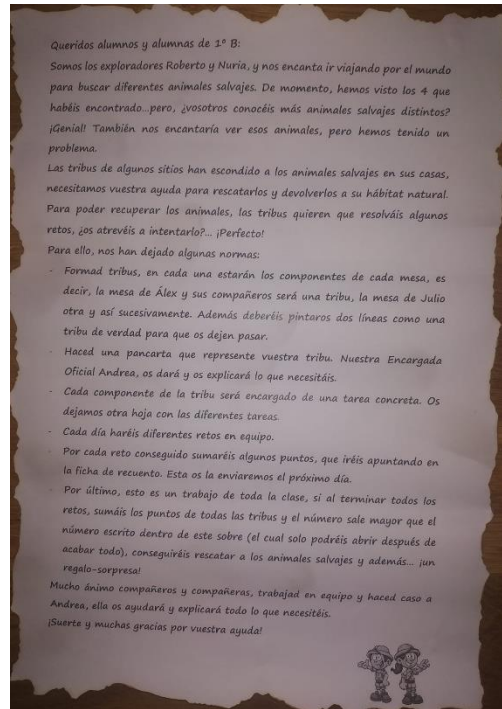 Queridos alumnos y alumnas de 1º B:
Somos los exploradores Roberto y Nuria, y nos encanta ir viajando por el mundo
para buscar diferentes animales salvajes. De momento, hemos visto los 4 que
habéis encontrado...pero, ¿vosotros conocéis más animales salvajes distintos?
¡Genial! También nos encantaría ver esos animales, pero hemos tenido un
problema.
Las tribus de algunos sitios han escondido a los animales salvajes en sus casas,
necesitamos vuestra ayuda para rescatarlos y devolverlos a su hábitat natural.
Para poder recuperar los animales, las tribus quieren que resolváis algunos
retos, ¿os atrevéis a intentarlo?... ¡Perfecto!
Para ello, nos han dejado algunas normas:
- Formad tribus, en cada una estarán los componentes de cada mesa, es
decir, la mesa de Álex y sus compañeros será una tribu, la mesa de Julio
otra y así sucesivamente. Además deberéis pintaros dos líneas como una
tribu de verdad para que os dejen pasar.
- Haced una pancarta que represente vuestra tribu. Nuestra Encargada
Oficial Andrea, os dará y os explicará lo que necesitáis.
- Cada componente de la tribu será encargado de una tarea concreta. Os
dejamos otra hoja con las diferentes tareas.
- Cada día haréis diferentes retos en equipo.
- Por cada reto conseguido sumaréis algunos puntos, que iréis apuntando en
la ficha de recuento. Esta os la enviaremos el próximo día.
- Por último, esto es un trabajo de toda la clase, si al terminar todos los
retos, sumáis los puntos de todas las tribus y el número sale mayor que el
número escrito dentro de este sobre (el cual solo podréis abrir después de
acabar todo), conseguiréis rescatar a los animales salvajes y además... ¡un
regalo-sorpresa!
Mucho ánimo compañeros y compañeras, trabajad en equipo y haced caso a
Andrea, ella os ayudará y explicará todo lo que necesitéis.
¡Suerte y muchas gracias por vuestra ayuda!